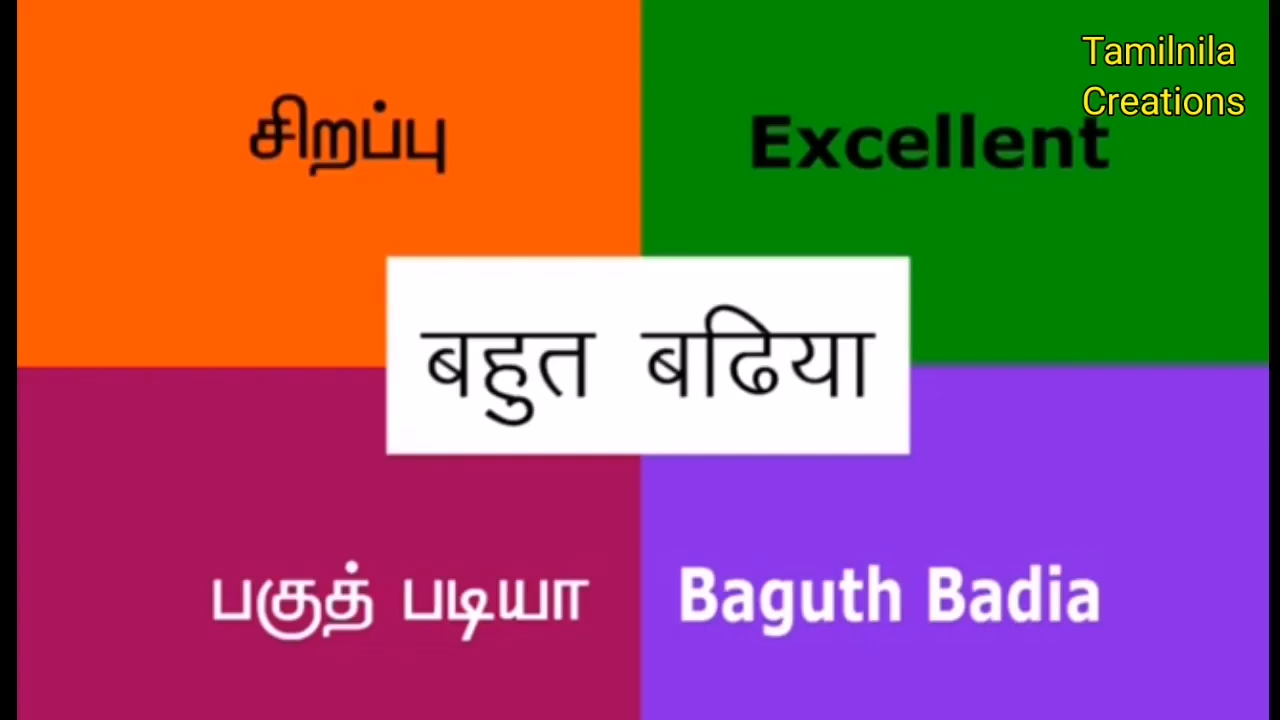 Tamilnila
Creations
சிறப்பு
Excellent
बहुत बढिया
பகுத் படியா
Baguth Badia